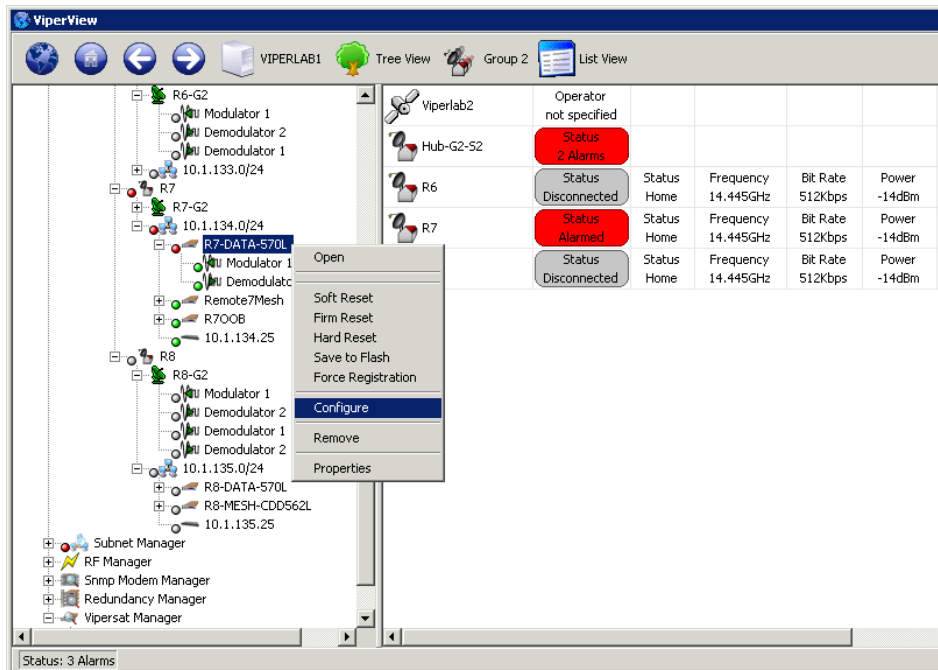 ViperView
VIPERLAB1 Tree View Group 2 List View
R6-G2
Modulator 1
Demodulator 2
Demodulator 1
10.1.133.0/24
R7
R7-G2
10.1.134.0/24
R7-DATA-570L
Modulator 1
Demodulatc
Remote7Mesh
R7OOB
10.1.134.25
R8
R8-G2
Modulator 1
Demodulator 2
Demodulator 1
Demodulator 2
10.1.135.0/24
R8-DATA-570L
R8-MESH-CDD562L
10.1.135.25
Subnet Manager
RF Manager
Snmp Modem Manager
Redundancy Manager
Vipersat Manager
Open
Soft Reset
Firm Reset
Hard Reset
Save to Flash
Force Registration
Configure
Remove
Properties
Viperlab2 Operator not specified
Hub-G2-S2 Status 2 Alarms
R6 Status Disconnected Status Home Frequency 14.445GHz Bit Rate 512Kbps Power -14dBm
R7 Status Alarmed Status Home Frequency 14.445GHz Bit Rate 512Kbps Power -14dBm
Status Disconnected Status Home Frequency 14.445GHz Bit Rate 512Kbps Power -14dBm
Status: 3 Alarms